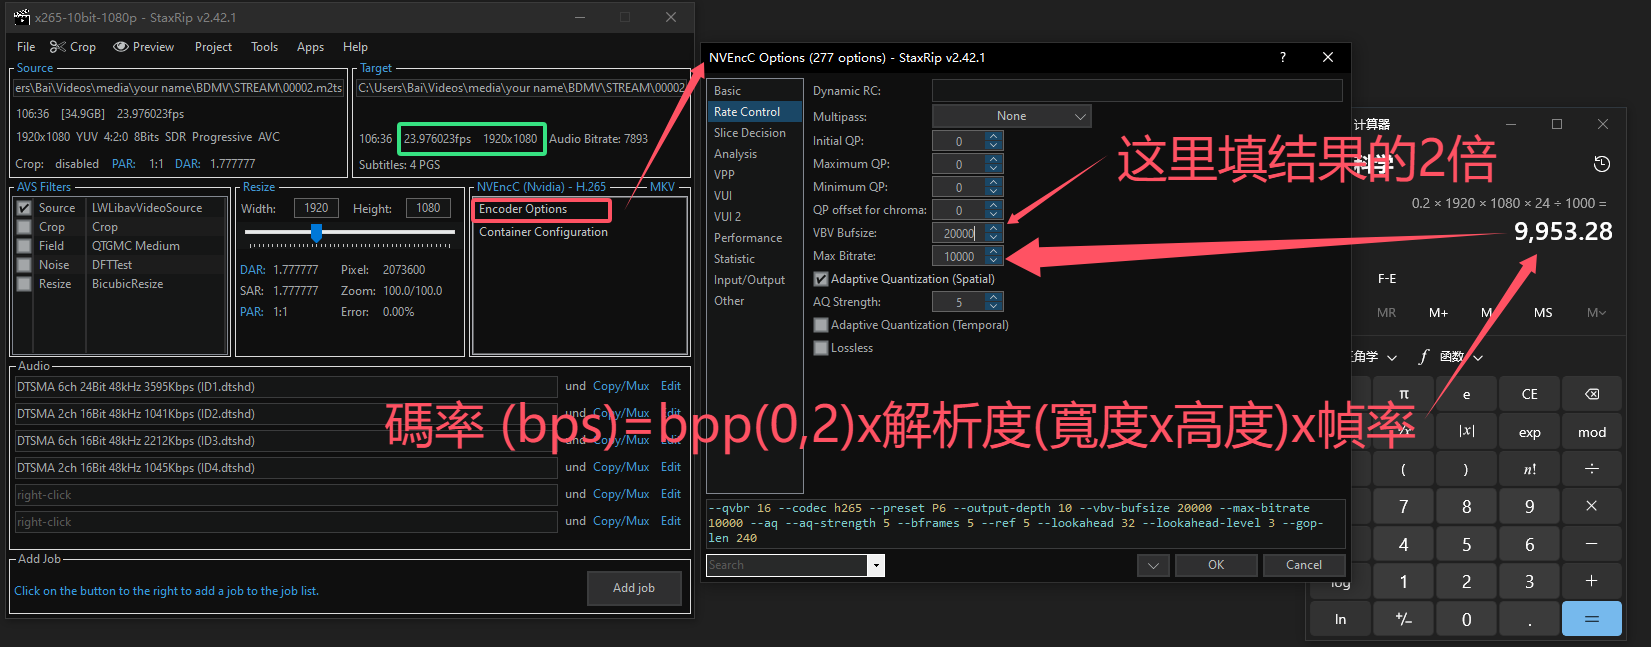 x265-10bit-1080p - StaxRip v2.42.1
File Crop Preview Project Tools Apps Help
Source
ers\Bai\Videos\media\your name\BDMV\STREAM\00002.m2ts
106:36 [34.9GB] 23.976023fps
1920x1080 YUV 4:2:0 8Bits SDR Progressive AVC
Crop: disabled PAR: 1:1 DAR: 1.777777
Target
C:\Users\Bai\Videos\media\your name\BDMV\STREAM\00002
106:36 23.976023fps 1920x1080 Audio Bitrate: 7893
Subtitles: 4 PGS
AVS Filters
Source LWLibavVideoSource
Crop Crop
Field QTGMC Medium
Noise DFTTest
Resize BicubicResize
Resize
Width: 1920 Height: 1080
DAR: 1.777777 Pixel: 2073600
SAR: 1.777777 Zoom: 100.0/100.0
PAR: 1:1 Error: 0.00%
NVEncC (Nvidia) - H.265 MKV
Encoder Options
Container Configuration
Audio
DTSMA 6ch 24Bit 48kHz 3595Kbps (ID1.dtshd) und Copy/Mux Edit
DTSMA 2ch 16Bit 48kHz 1041Kbps (ID2.dtshd) und Copy/Mux Edit
DTSMA 6ch 16Bit 48kHz 2212Kbps (ID3.dtshd) und Copy/Mux Edit
DTSMA 2ch 16Bit 48kHz 1045Kbps (ID4.dtshd) und Copy/Mux Edit
right-click und Copy/Mux Edit
right-click und Copy/Mux Edit
Add Job
Click on the button to the right to add a job to the job list.
Add job
NVEncC Options (277 options) - StaxRip v2.42.1
Basic
Rate Control
Slice Decision
Analysis
VPP
VUI
VUI 2
Performance
Statistic
Input/Output
Other
Dynamic RC:
Multipass: None
Initial QP: 0
Maximum QP: 0
Minimum QP: 0
QP offset for chroma: 0
VBV Bufsize: 20000
Max Bitrate: 10000
Adaptive Quantization (Spatial)
AQ Strength: 5
Adaptive Quantization (Temporal)
Lossless
这里填结果的2倍
碼率 (bps)=bpp(0,2)x解析度(寬度x高度)x幀率
--qvbr 16 --codec h265 --preset P6 --output-depth 10 --vbv-bufsize 20000 --max-bitrate
10000 --aq --aq-strength 5 --bframes 5 --ref 5 --lookahead 32 --lookahead-level 3 --gop-
len 240
Search
OK Cancel
计算器
科学
0.2 × 1920 × 1080 × 24 ÷ 1000 =
9,953.28
F-E
MR M+ MS M
角学 函数
π e CE
|x| exp mod
( ) n! ÷
7 8 9 ×
4 5 6 −
log 1 2 3 +
ln +/− 0 . =